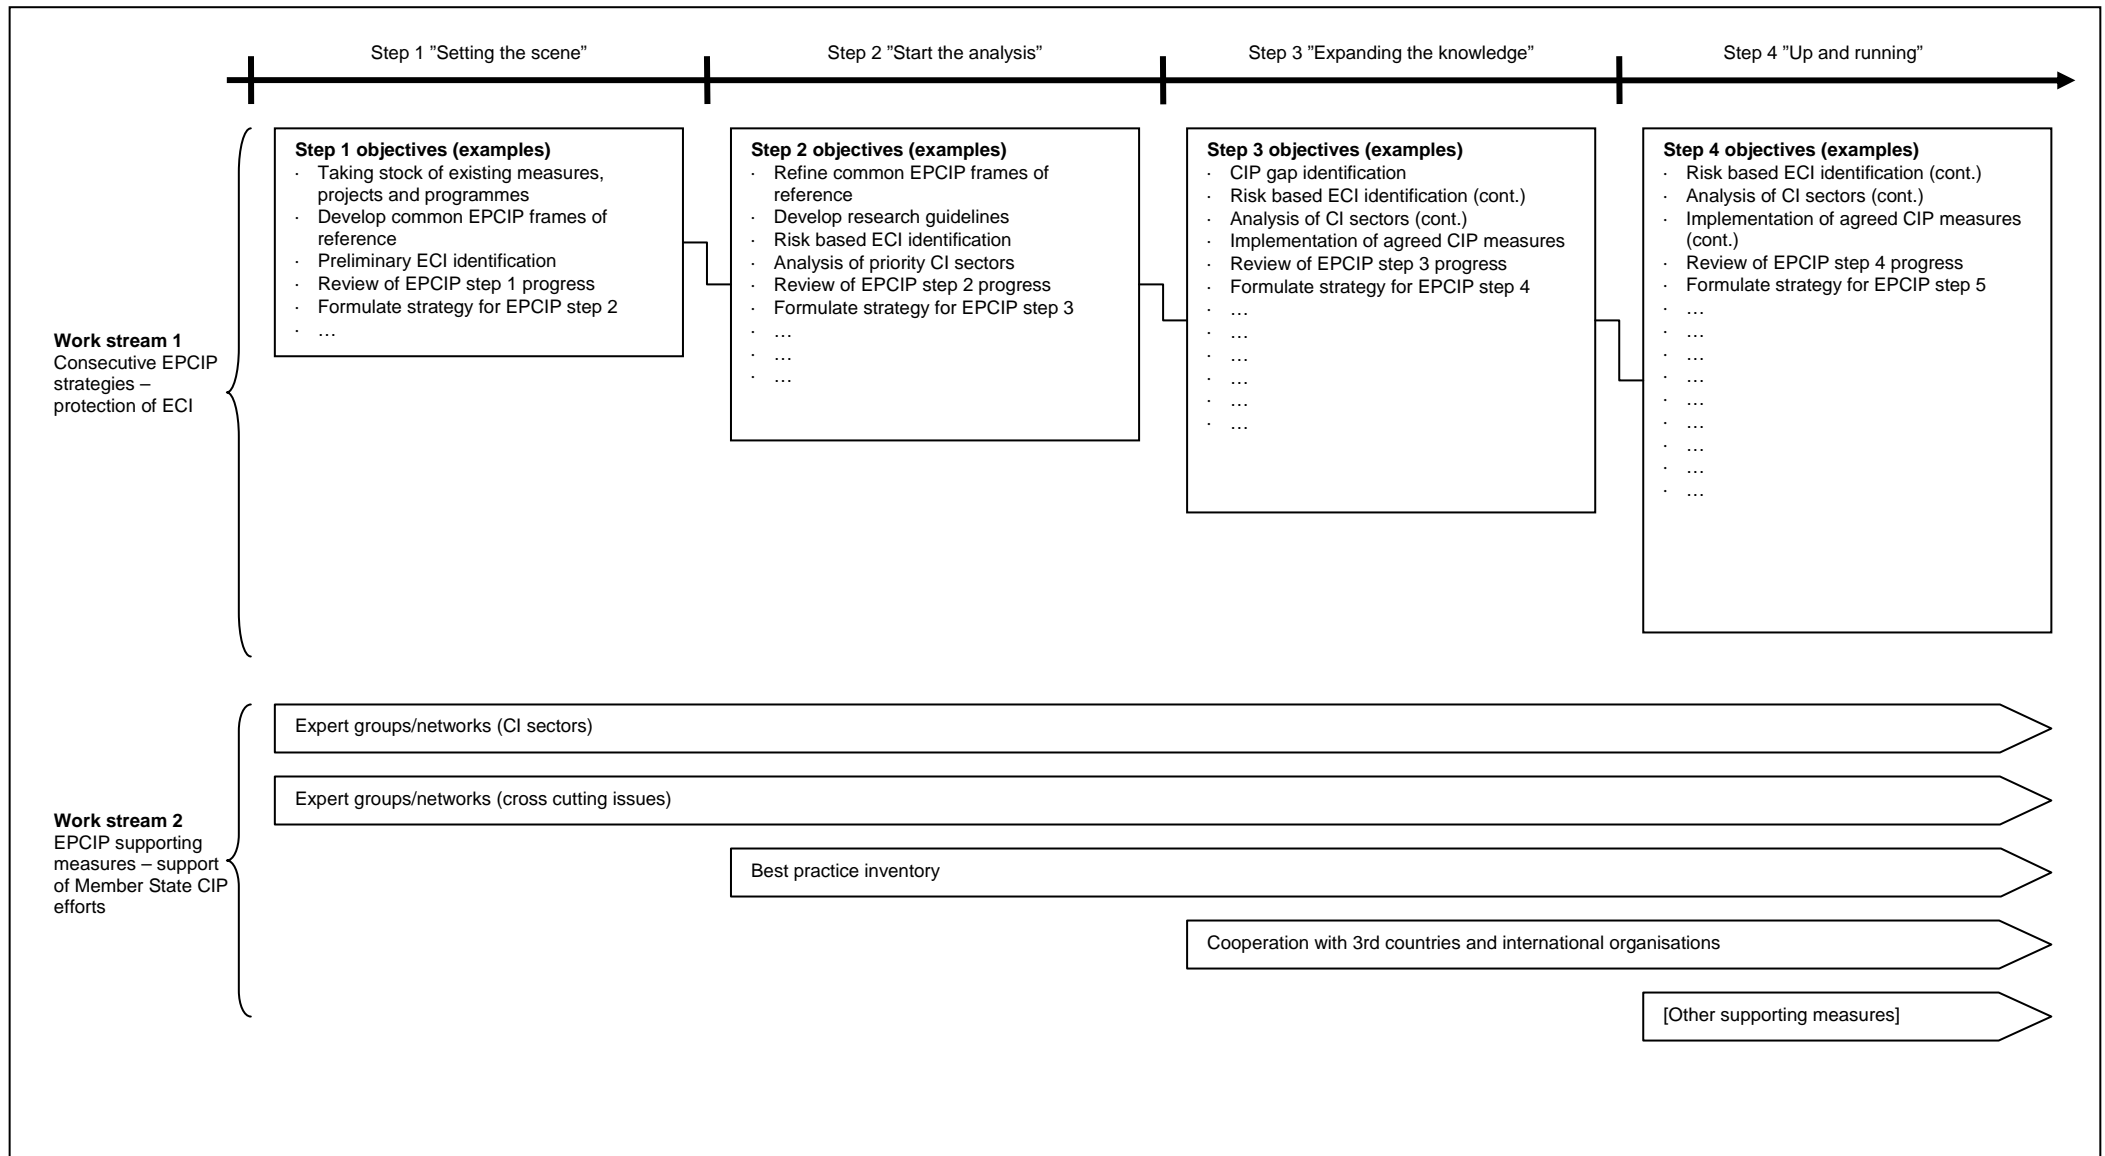 Step 1 ”Setting the scene”
Step 2 ”Start the analysis”
Step 3 ”Expanding the knowledge”
Step 4 ”Up and running”
Work stream 1
Consecutive EPCIP
strategies –
protection of ECI
Step 1 objectives (examples)
· Taking stock of existing measures,
projects and programmes
· Develop common EPCIP frames of
reference
· Preliminary ECI identification
· Review of EPCIP step 1 progress
· Formulate strategy for EPCIP step 2
· …
Step 2 objectives (examples)
· Refine common EPCIP frames of
reference
· Develop research guidelines
· Risk based ECI identification
· Analysis of priority CI sectors
· Review of EPCIP step 2 progress
· Formulate strategy for EPCIP step 3
· …
· …
· …
Step 3 objectives (examples)
· CIP gap identification
· Risk based ECI identification (cont.)
· Analysis of CI sectors (cont.)
· Implementation of agreed CIP measures
· Review of EPCIP step 3 progress
· Formulate strategy for EPCIP step 4
· …
· …
· …
· …
· …
· …
Step 4 objectives (examples)
· Risk based ECI identification (cont.)
· Analysis of CI sectors (cont.)
· Implementation of agreed CIP measures
(cont.)
· Review of EPCIP step 4 progress
· Formulate strategy for EPCIP step 5
· …
· …
· …
· …
· …
· …
· …
· …
· …
Work stream 2
EPCIP supporting
measures – support
of Member State CIP
efforts
Expert groups/networks (CI sectors)
Expert groups/networks (cross cutting issues)
Best practice inventory
Cooperation with 3rd countries and international organisations
[Other supporting measures]